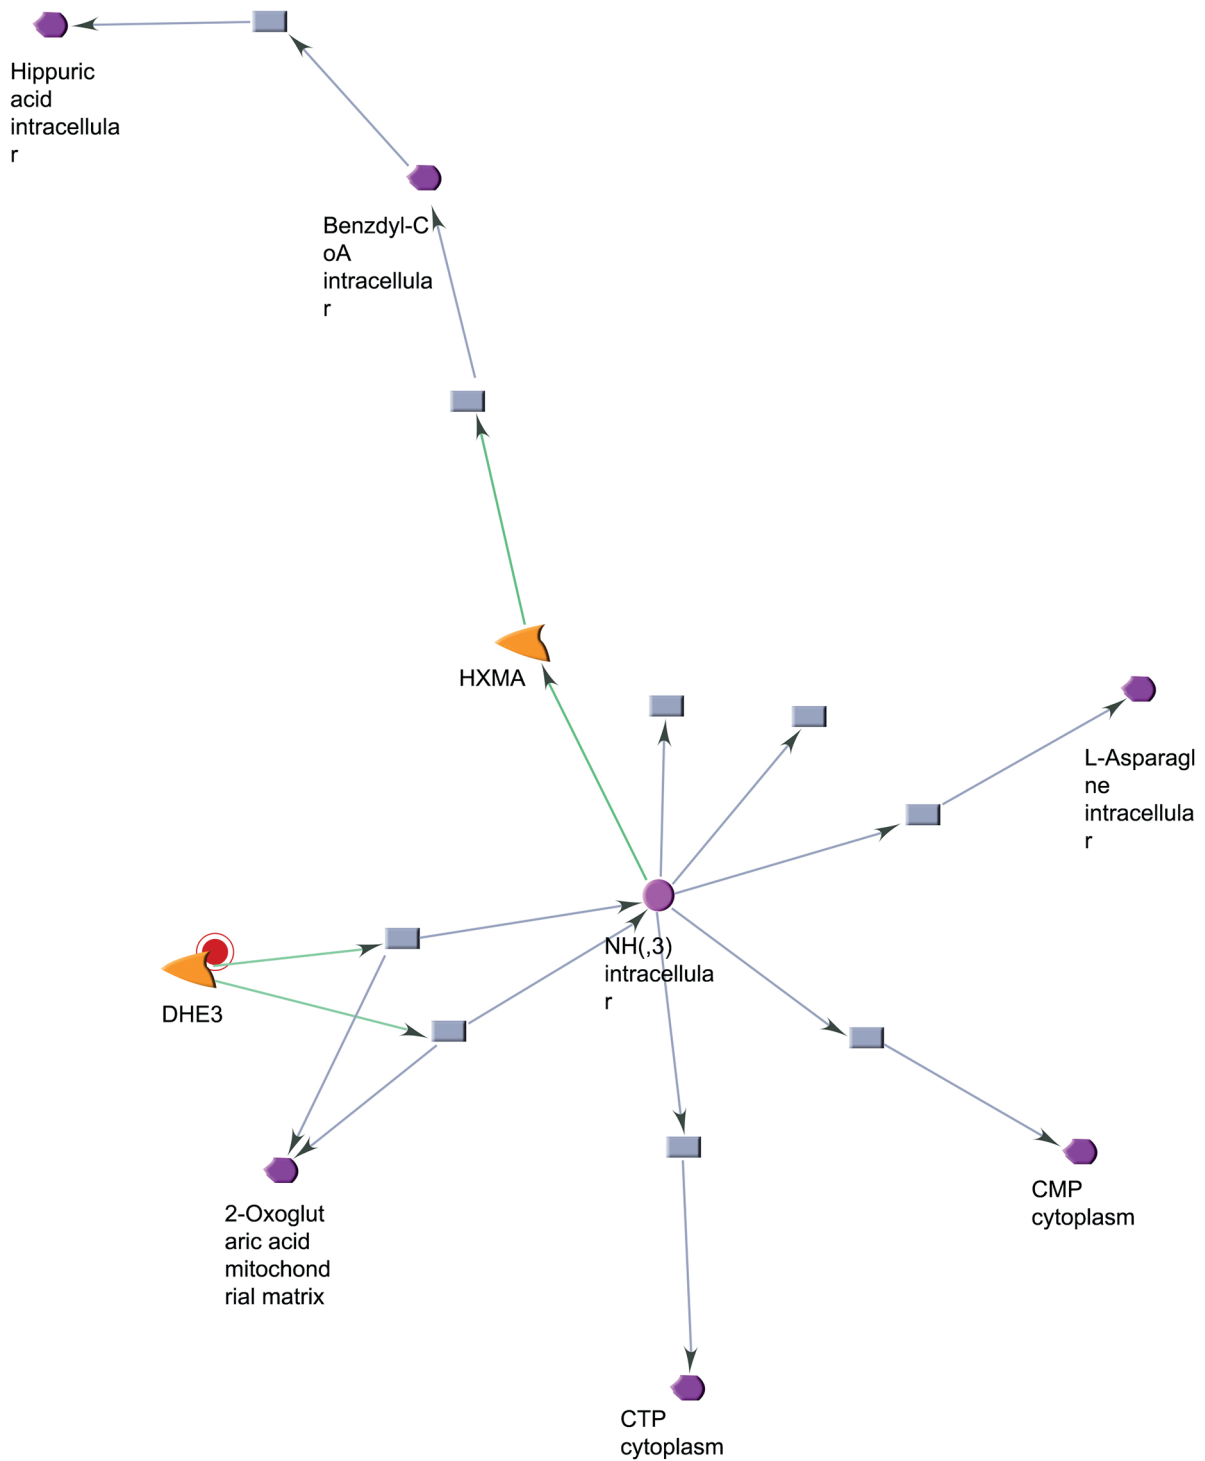 Hippuric
acid
intracellula
r
Benzdyl-C
oA
intracellula
r
HXMA
L-Asparagl
ne
intracellula
r
NH(,3)
intracellula
r
DHE3
2-Oxoglut
aric acid
mitochond
rial matrix
CMP
cytoplasm
CTP
cytoplasm